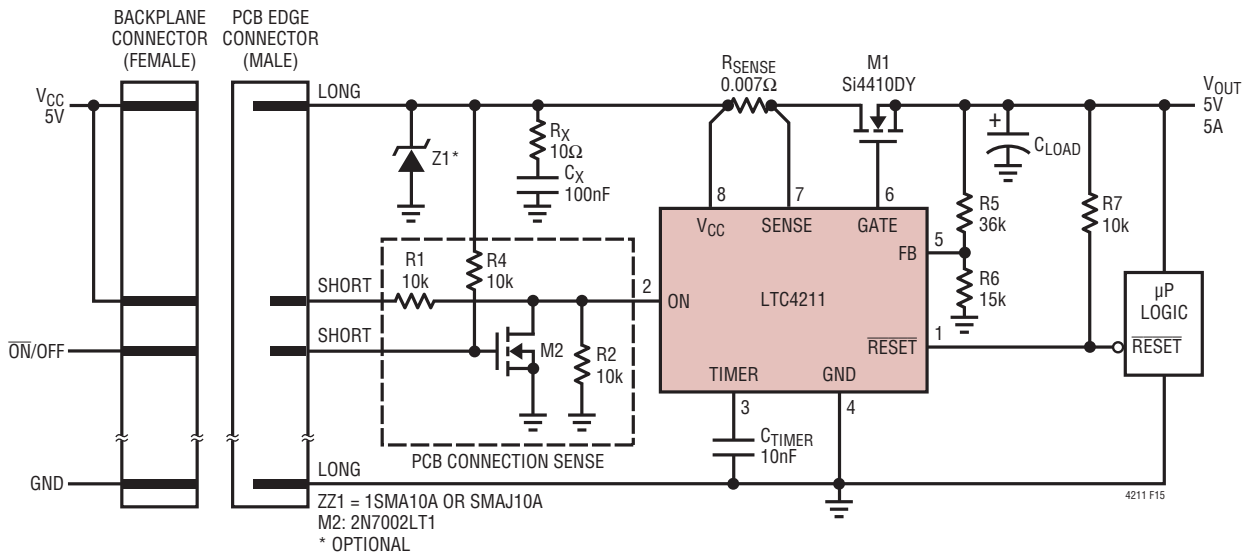 BACKPLANE
CONNECTOR
(FEMALE)
PCB EDGE
CONNECTOR
(MALE)
VCC
5V
LONG
Z1*
RX
10Ω
CX
100nF
RSENSE
0.007Ω
M1
Si4410DY
VOUT
5V
5A
+
CLOAD
8
7
6
VCC
SENSE
GATE
R5
36k
R7
10k
5
FB
R1
10k
R4
10k
SHORT
2
ON
LTC4211
R6
15k
µP
LOGIC
SHORT
ON/OFF
M2
R2
10k
RESET
1
RESET
TIMER
GND
3
4
CTIMER
10nF
PCB CONNECTION SENSE
GND
LONG
ZZ1 = 1SMA10A OR SMAJ10A
M2: 2N7002LT1
* OPTIONAL
4211 F15